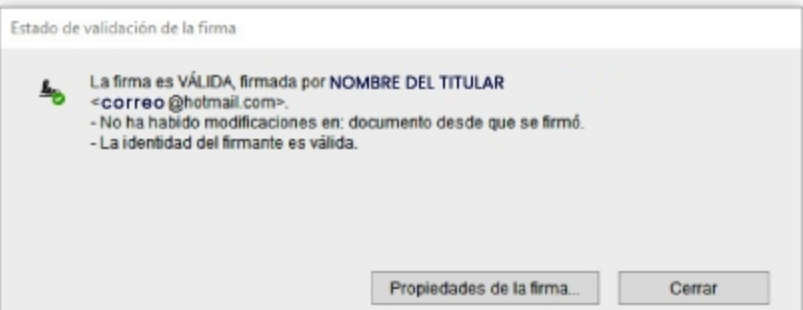 Estado de validación de la firma
La firma es VÁLIDA, firmada por NOMBRE DEL TITULAR
<correo @hotmail.com>.
- No ha habido modificaciones en: documento desde que se firmó.
- La identidad del firmante es válida.
Propiedades de la firma... Cerrar